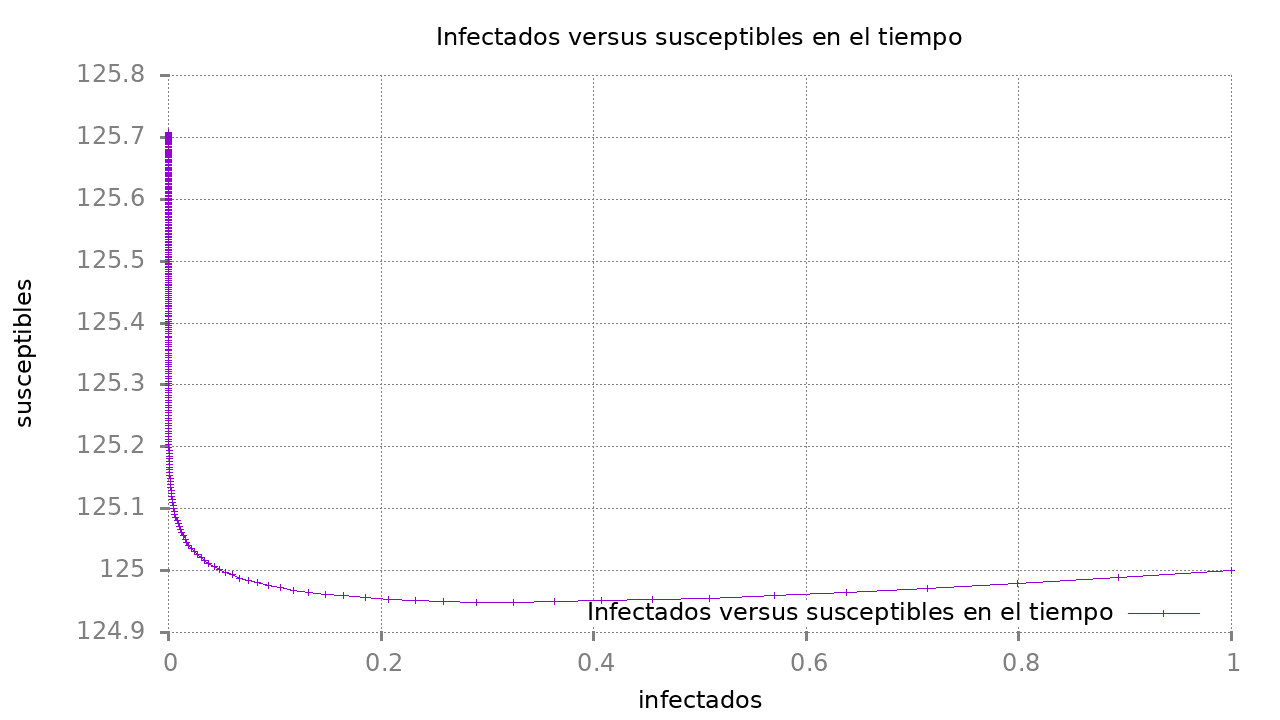 Infectados versus susceptibles en el tiempo
125.8
125.7
125.6
125.5
125.4
125.3
125.2
125.1
125
124.9
susceptibles
Infectados versus susceptibles en el tiempo
0 0.2 0.4 0.6 0.8 1
infectados